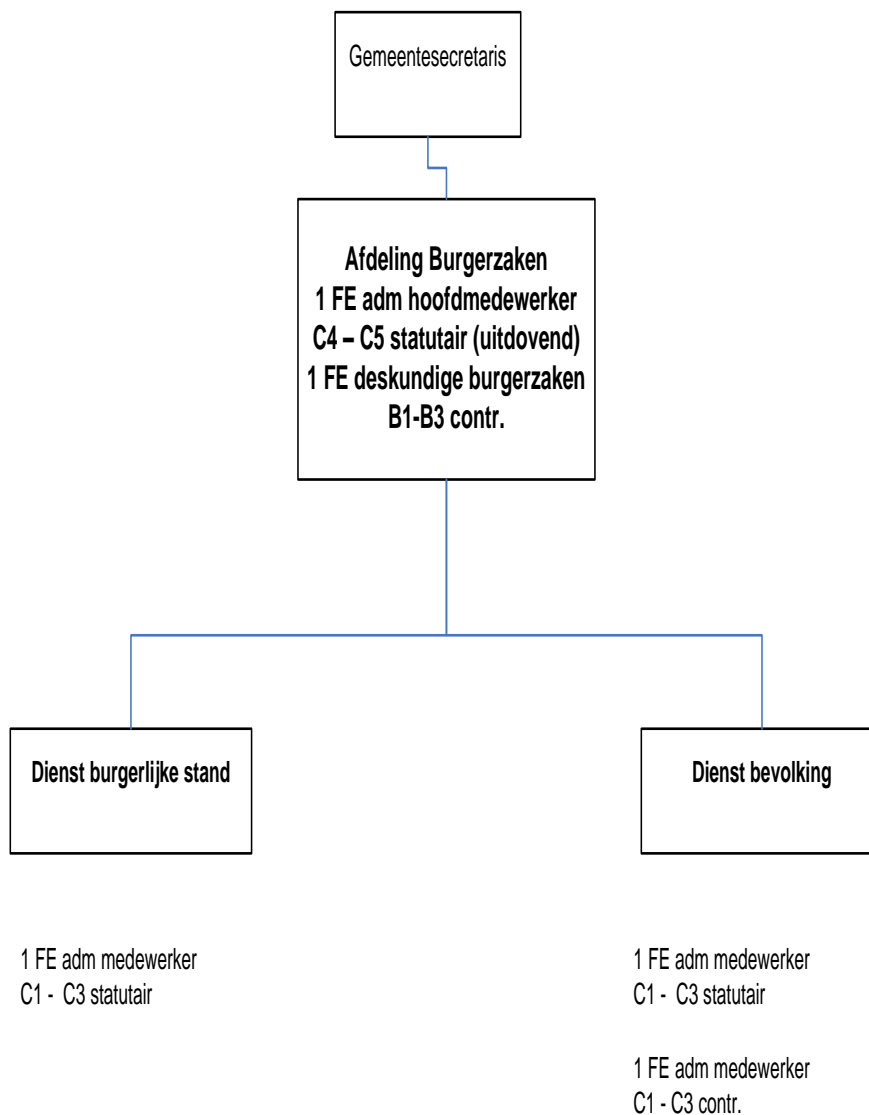 Gemeentesecretaris
Afdeling Burgerzaken
1 FE adm hoofdmedewerker
C4 – C5 statutair (uitdovend)
1 FE deskundige burgerzaken
B1-B3 contr.
Dienst burgerlijke stand
1 FE adm medewerker
C1 - C3 statutair
Dienst bevolking
1 FE adm medewerker
C1 - C3 statutair
1 FE adm medewerker
C1 - C3 contr.